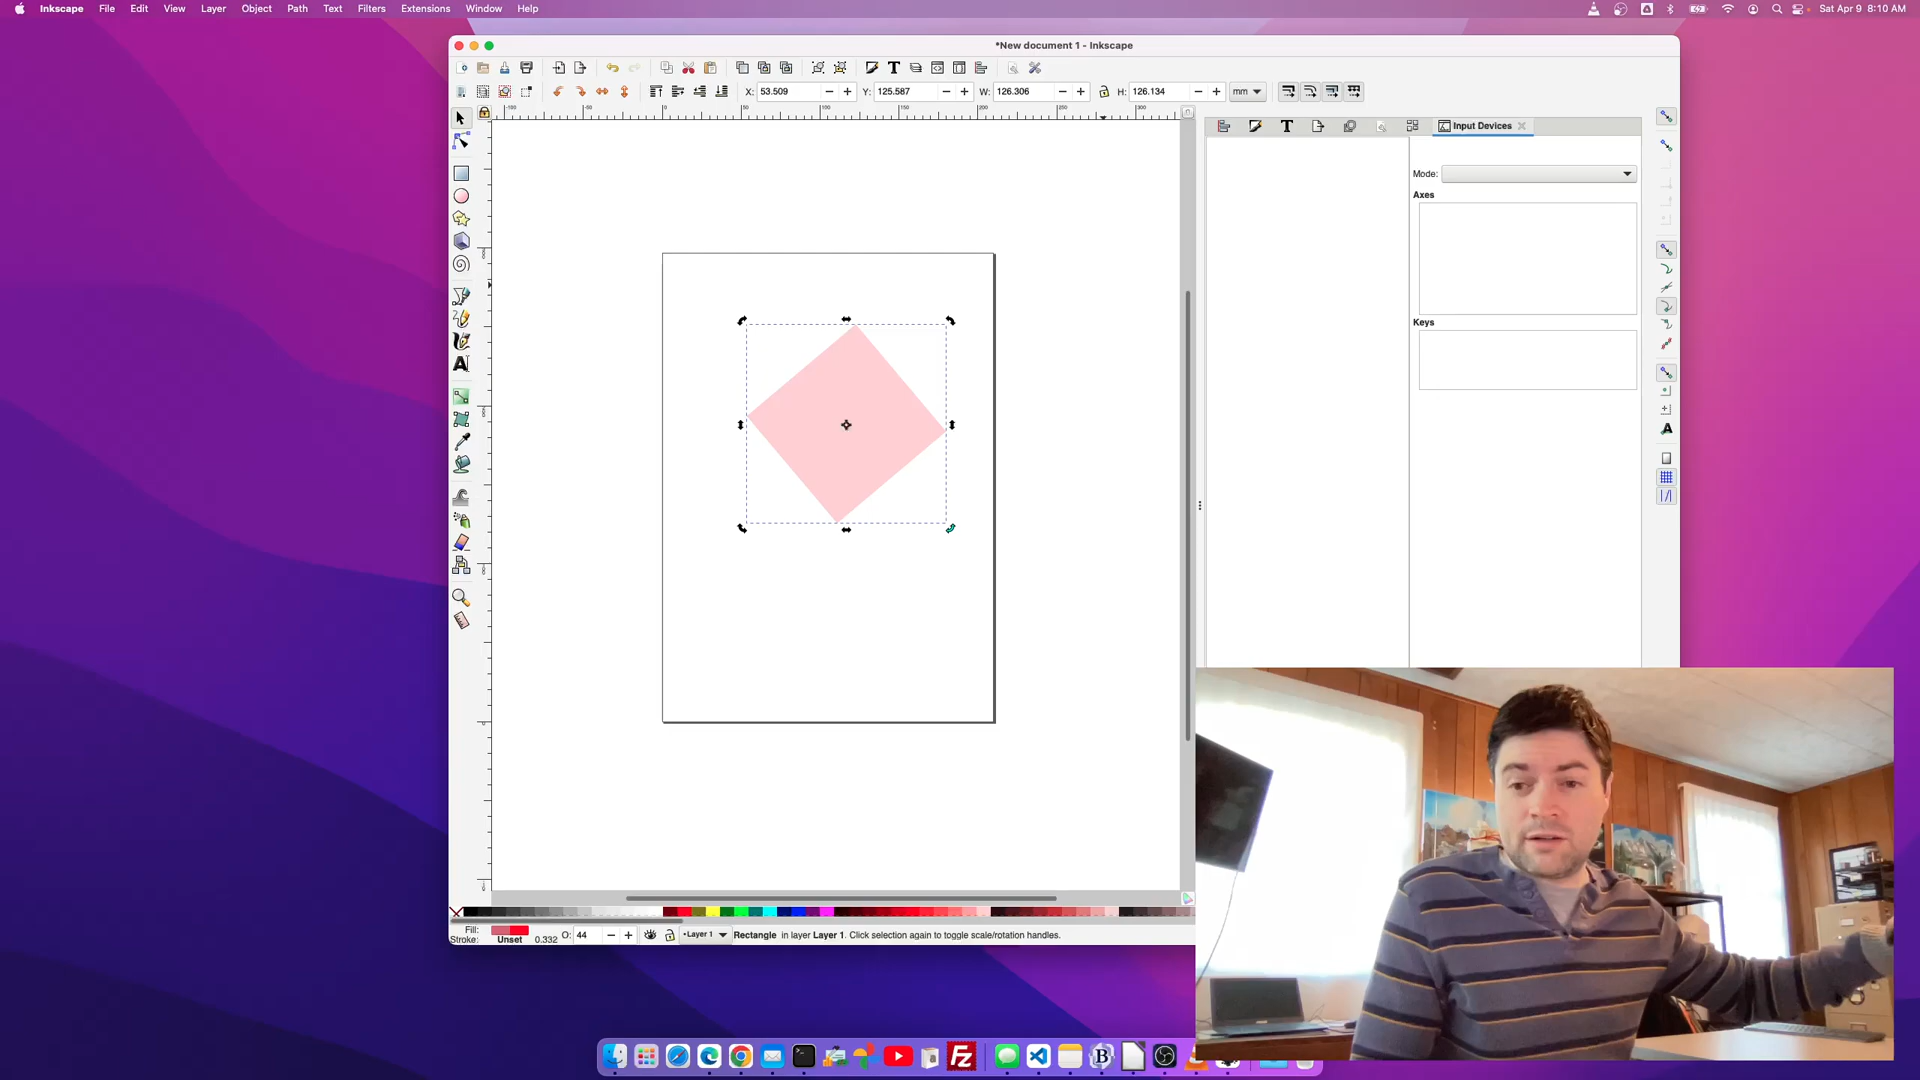 Inkscape File Edit View Layer Object Path Text Filters Extensions Window Help Sat Apr 9 8:10 AM
*New document 1 - Inkscape
X: 53.509 Y: 125.587 W: 126.306 H: 126.134 mm
Input Devices
Mode:
Axes
Keys
Fill:
Stroke: Unset 0.332 O: 44 •Layer 1 Rectangle in layer Layer 1. Click selection again to toggle scale/rotation handles.